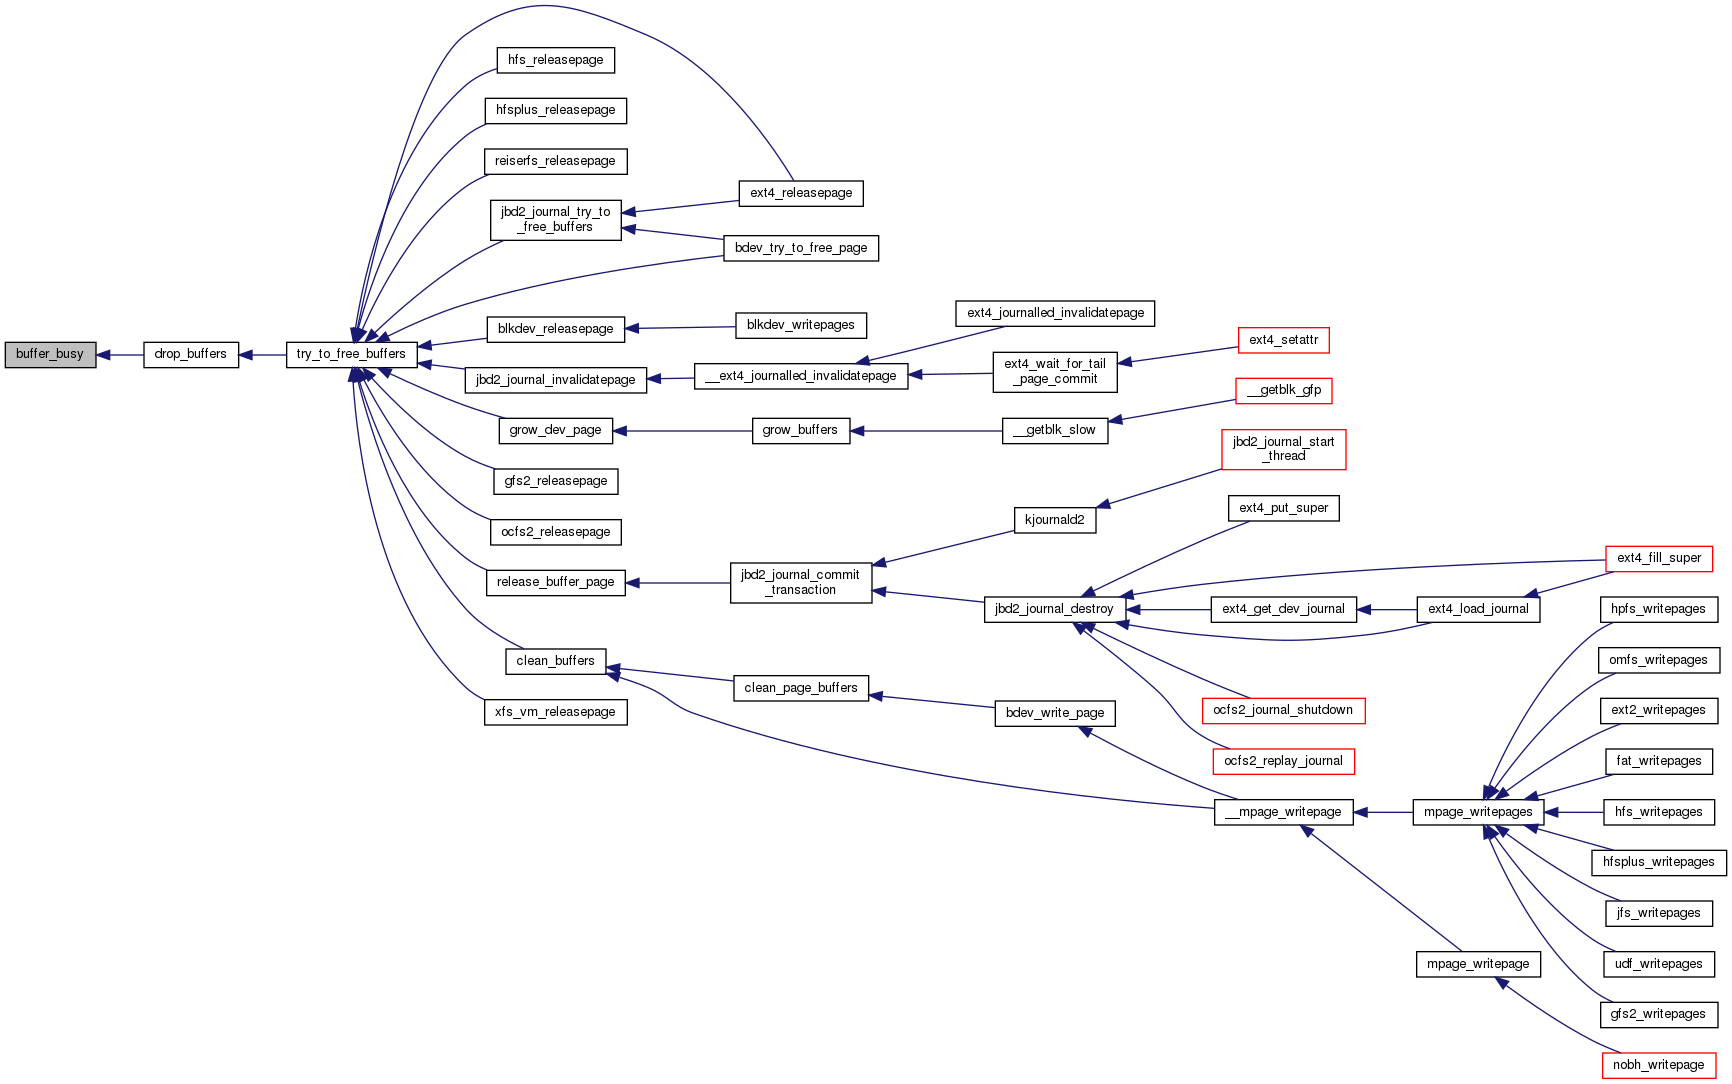 hfs_releasepage
hfsplus_releasepage
reiserfs_releasepage
ext4_releasepage
jbd2_journal_try_to
_free_buffers
bdev_try_to_free_page
blkdev_releasepage
blkdev_writepages
ext4_journalled_invalidatepage
ext4_setattr
buffer_busy
drop_buffers
try_to_free_buffers
jbd2_journal_invalidatepage
__ext4_journalled_invalidatepage
ext4_wait_for_tail
_page_commit
__getblk_gfp
grow_dev_page
grow_buffers
__getblk_slow
jbd2_journal_start
_thread
gfs2_releasepage
ocfs2_releasepage
kjournald2
ext4_put_super
release_buffer_page
jbd2_journal_commit
_transaction
ext4_fill_super
jbd2_journal_destroy
ext4_get_dev_journal
ext4_load_journal
hpfs_writepages
clean_buffers
omfs_writepages
clean_page_buffers
xfs_vm_releasepage
bdev_write_page
ocfs2_journal_shutdown
ext2_writepages
ocfs2_replay_journal
fat_writepages
__mpage_writepage
mpage_writepages
hfs_writepages
hfsplus_writepages
jfs_writepages
mpage_writepage
udf_writepages
gfs2_writepages
nobh_writepage